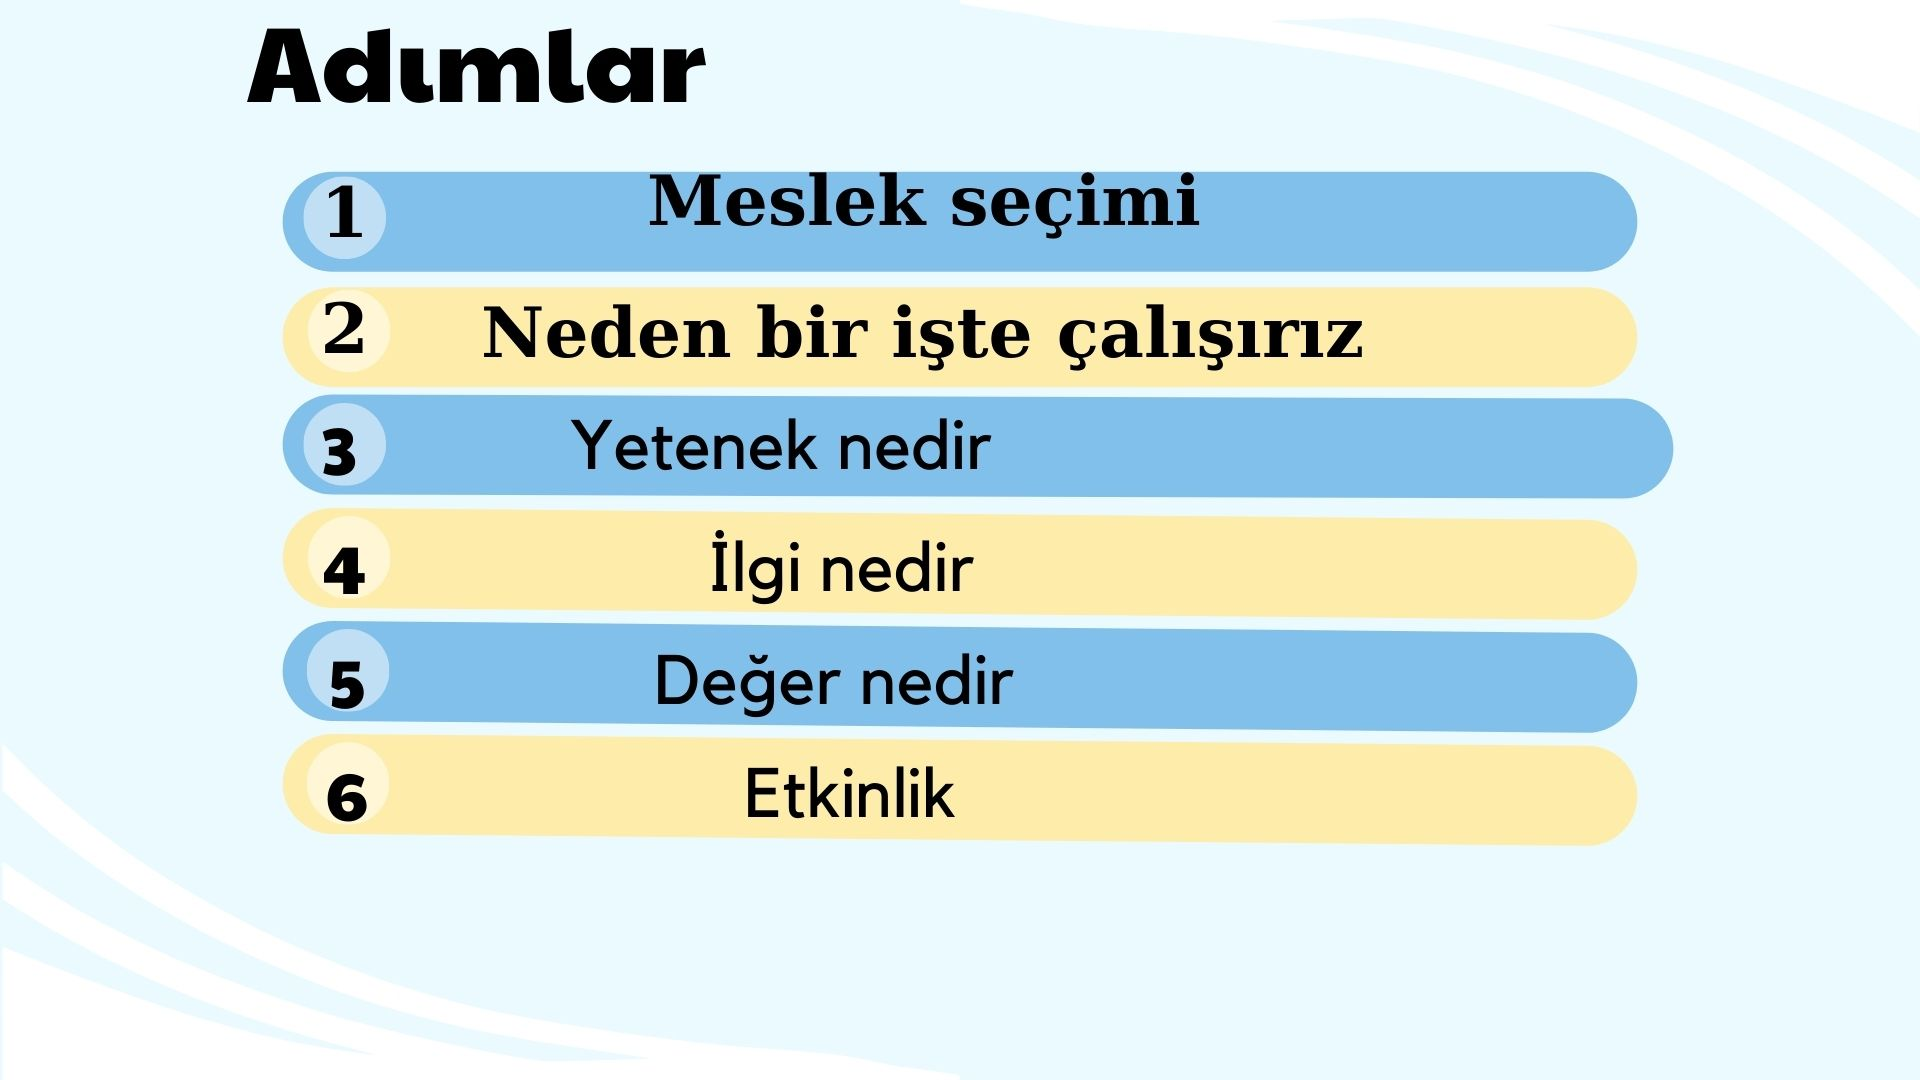 Adımlar
1 Meslek seçimi
2 Neden bir işte çalışırız
3 Yetenek nedir
4 İlgi nedir
5 Değer nedir
6 Etkinlik